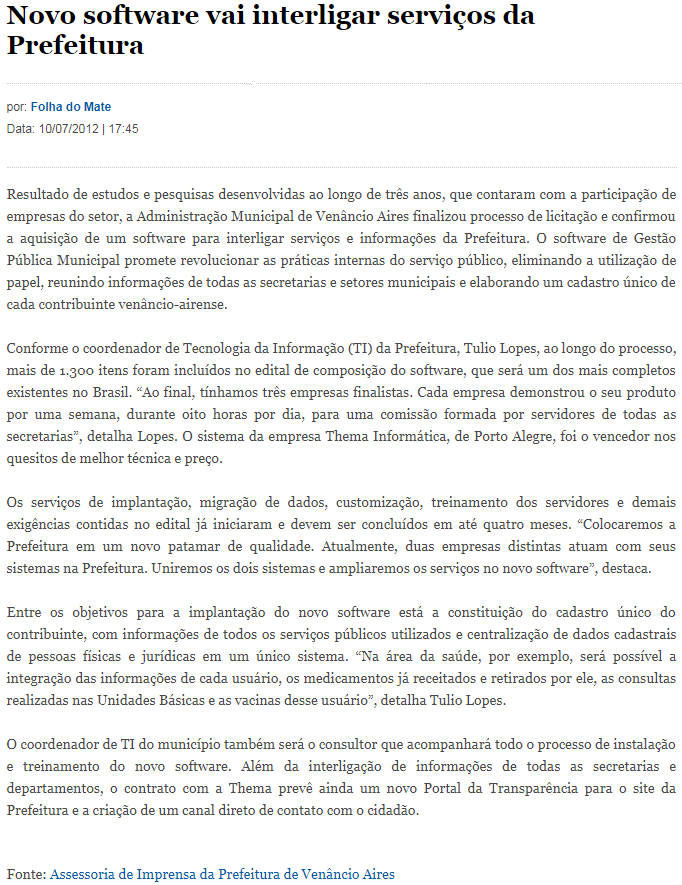 Novo software vai interligar serviços da
Prefeitura
por: Folha do Mate
Data: 10/07/2012 | 17:45
Resultado de estudos e pesquisas desenvolvidas ao longo de três anos, que contaram com a participação de
empresas do setor, a Administração Municipal de Venâncio Aires finalizou processo de licitação e confirmou
a aquisição de um software para interligar serviços e informações da Prefeitura. O software de Gestão
Pública Municipal promete revolucionar as práticas internas do serviço público, eliminando a utilização de
papel, reunindo informações de todas as secretarias e setores municipais e elaborando um cadastro único de
cada contribuinte venâncio-airense.
Conforme o coordenador de Tecnologia da Informação (TI) da Prefeitura, Tulio Lopes, ao longo do processo,
mais de 1.300 itens foram incluídos no edital de composição do software, que será um dos mais completos
existentes no Brasil. “Ao final, tínhamos três empresas finalistas. Cada empresa demonstrou o seu produto
por uma semana, durante oito horas por dia, para uma comissão formada por servidores de todas as
secretarias”, detalha Lopes. O sistema da empresa Thema Informática, de Porto Alegre, foi o vencedor nos
quesitos de melhor técnica e preço.
Os serviços de implantação, migração de dados, customização, treinamento dos servidores e demais
exigências contidas no edital já iniciaram e devem ser concluídos em até quatro meses. “Colocaremos a
Prefeitura em um novo patamar de qualidade. Atualmente, duas empresas distintas atuam com seus
sistemas na Prefeitura. Uniremos os dois sistemas e ampliaremos os serviços no novo software”, destaca.
Entre os objetivos para a implantação do novo software está a constituição do cadastro único do
contribuinte, com informações de todos os serviços públicos utilizados e centralização de dados cadastrais
de pessoas físicas e jurídicas em um único sistema. “Na área da saúde, por exemplo, será possível a
integração das informações de cada usuário, os medicamentos já receitados e retirados por ele, as consultas
realizadas nas Unidades Básicas e as vacinas desse usuário”, detalha Tulio Lopes.
O coordenador de TI do município também será o consultor que acompanhará todo o processo de instalação
e treinamento do novo software. Além da interligação de informações de todas as secretarias e
departamentos, o contrato com a Thema prevê ainda um novo Portal da Transparência para o site da
Prefeitura e a criação de um canal direto de contato com o cidadão.
Fonte: Assessoria de Imprensa da Prefeitura de Venâncio Aires